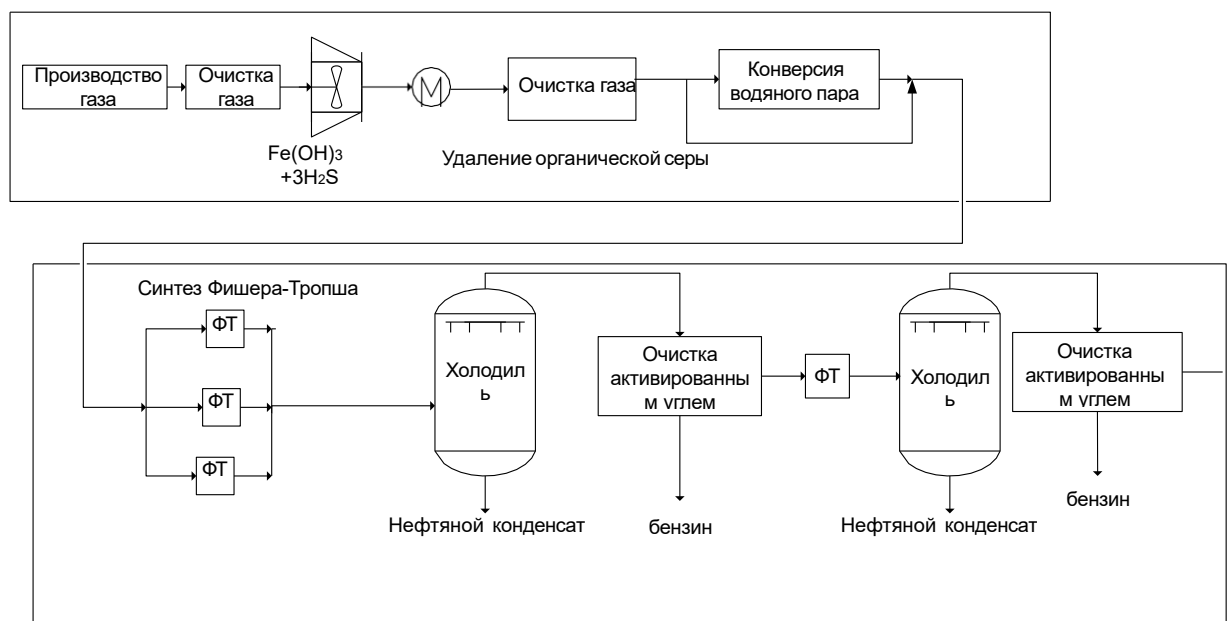 Производство
газа
Очистка
газа
Fe(OH)3
+3H2S
M
Очистка газа
Удаление органической серы
Конверсия
водяного пара
Синтез Фишера-Тропша
ФТ
ФТ
ФТ
Холодил
ь
Нефтяной конденсат
Очистка
активированны
м углем
бензин
ФТ
Холодил
ь
Нефтяной конденсат
Очистка
активированны
м углем
бензин